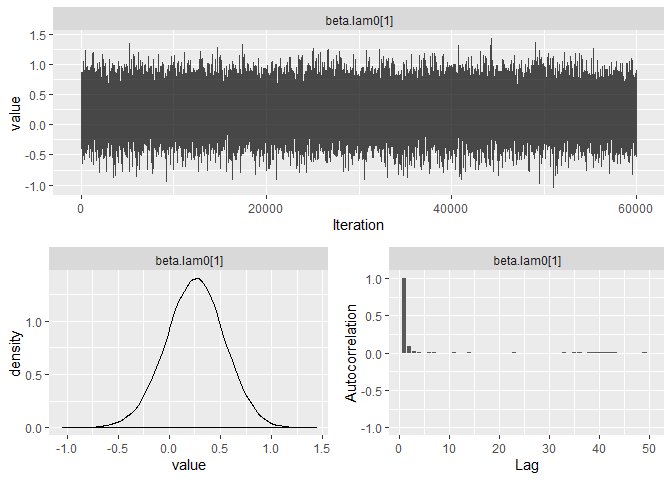 beta.lam0[1]
1.5
1.0
0.5
0.0
-0.5
-1.0
value
0 20000 40000 60000
Iteration
beta.lam0[1]
1.0
0.5
0.0
density
-1.0 -0.5 0.0 0.5 1.0 1.5
value
beta.lam0[1]
1.0
0.5
0.0
-0.5
-1.0
Autocorrelation
0 10 20 30 40 50
Lag